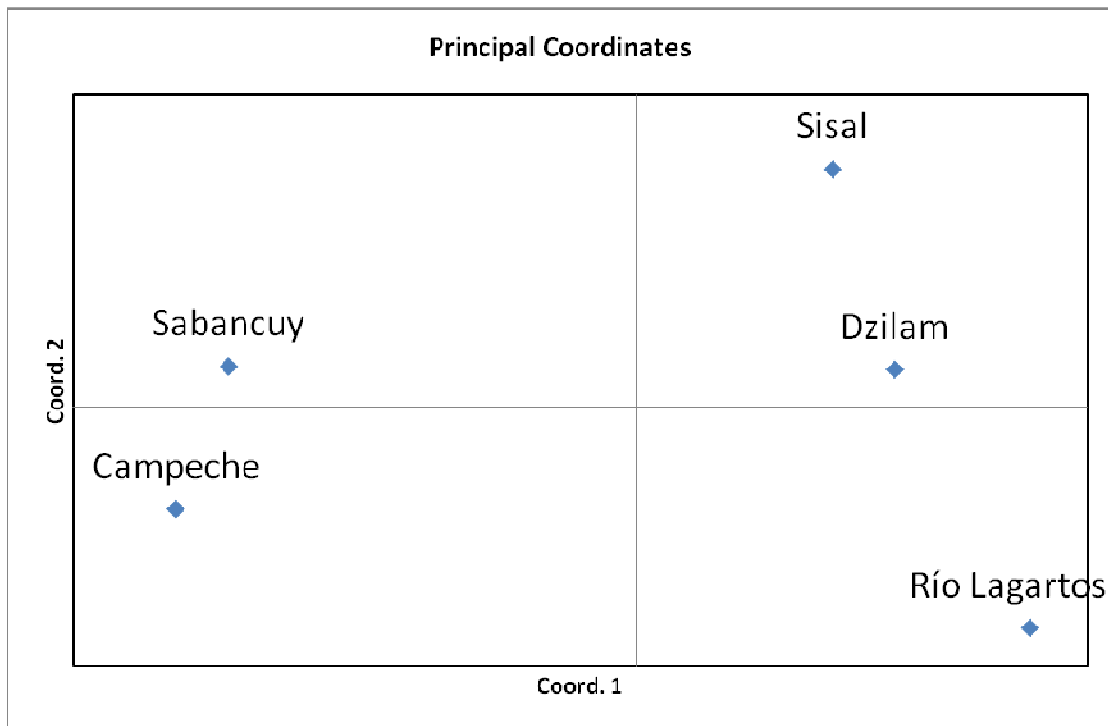 Principal Coordinates
Sisal
Sabancuy
Dzilam
Coord. 2
Campeche
Río Lagartos
Coord. 1